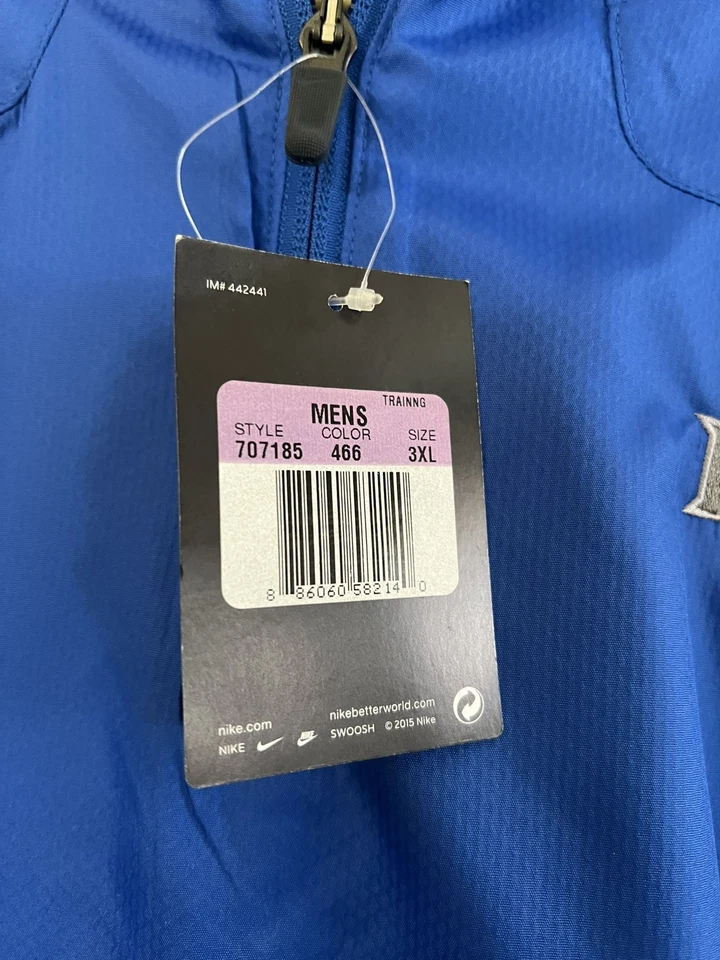 IM# 442441
TRAINNG
MENS
STYLE COLOR SIZE
707185 466 3XL
8 86060 58214 0
nike.com nikebetterworld.com
NIKE SWOOSH © 2015 Nike